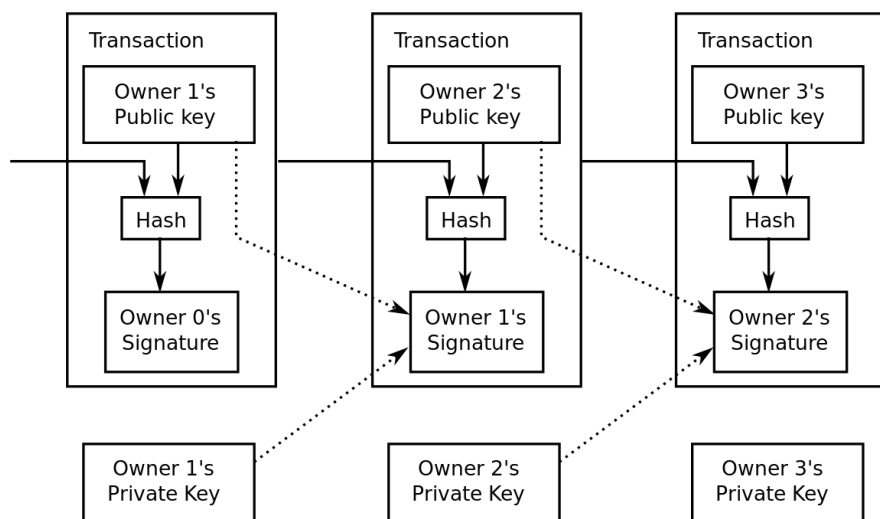 Transaction
Owner 1's
Public key
Hash
Owner 0's
Signature
Transaction
Owner 2's
Public key
Hash
Owner 1's
Signature
Transaction
Owner 3's
Public key
Hash
Owner 2's
Signature
Owner 1's
Private Key
Owner 2's
Private Key
Owner 3's
Private Key